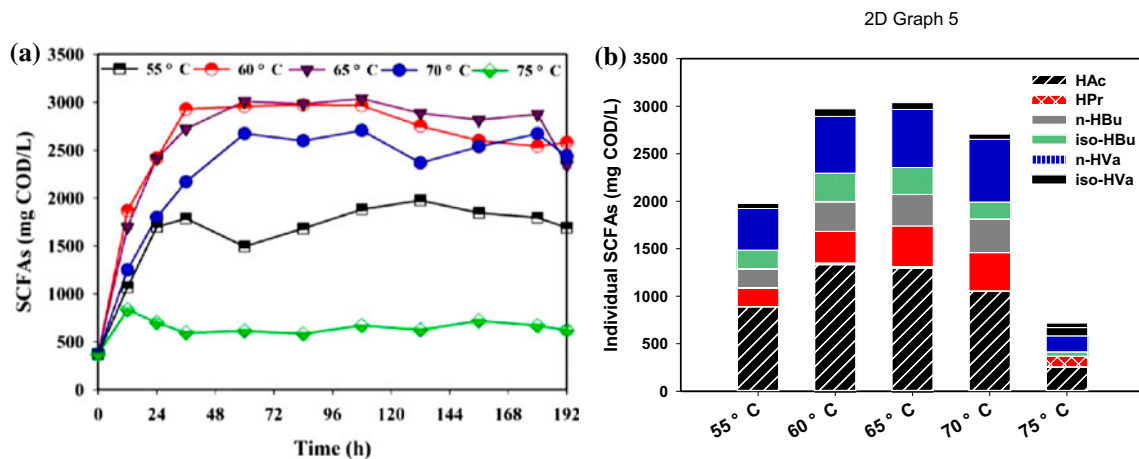 2D Graph 5
(a)
SCFAs (mg COD/L)
3500
3000
2500
2000
1500
1000
500
0
55 ° C 60 ° C 65 ° C 70 ° C 75 ° C
0 24 48 72 96 120 144 168 192
Time (h)
(b)
Individual SCFAs (mg COD/L)
3500
3000
2500
2000
1500
1000
500
0
HAc
HPr
n-HBu
iso-HBu
n-HVa
iso-HVa
55 ° C 60 ° C 65 ° C 70 ° C 75 ° C